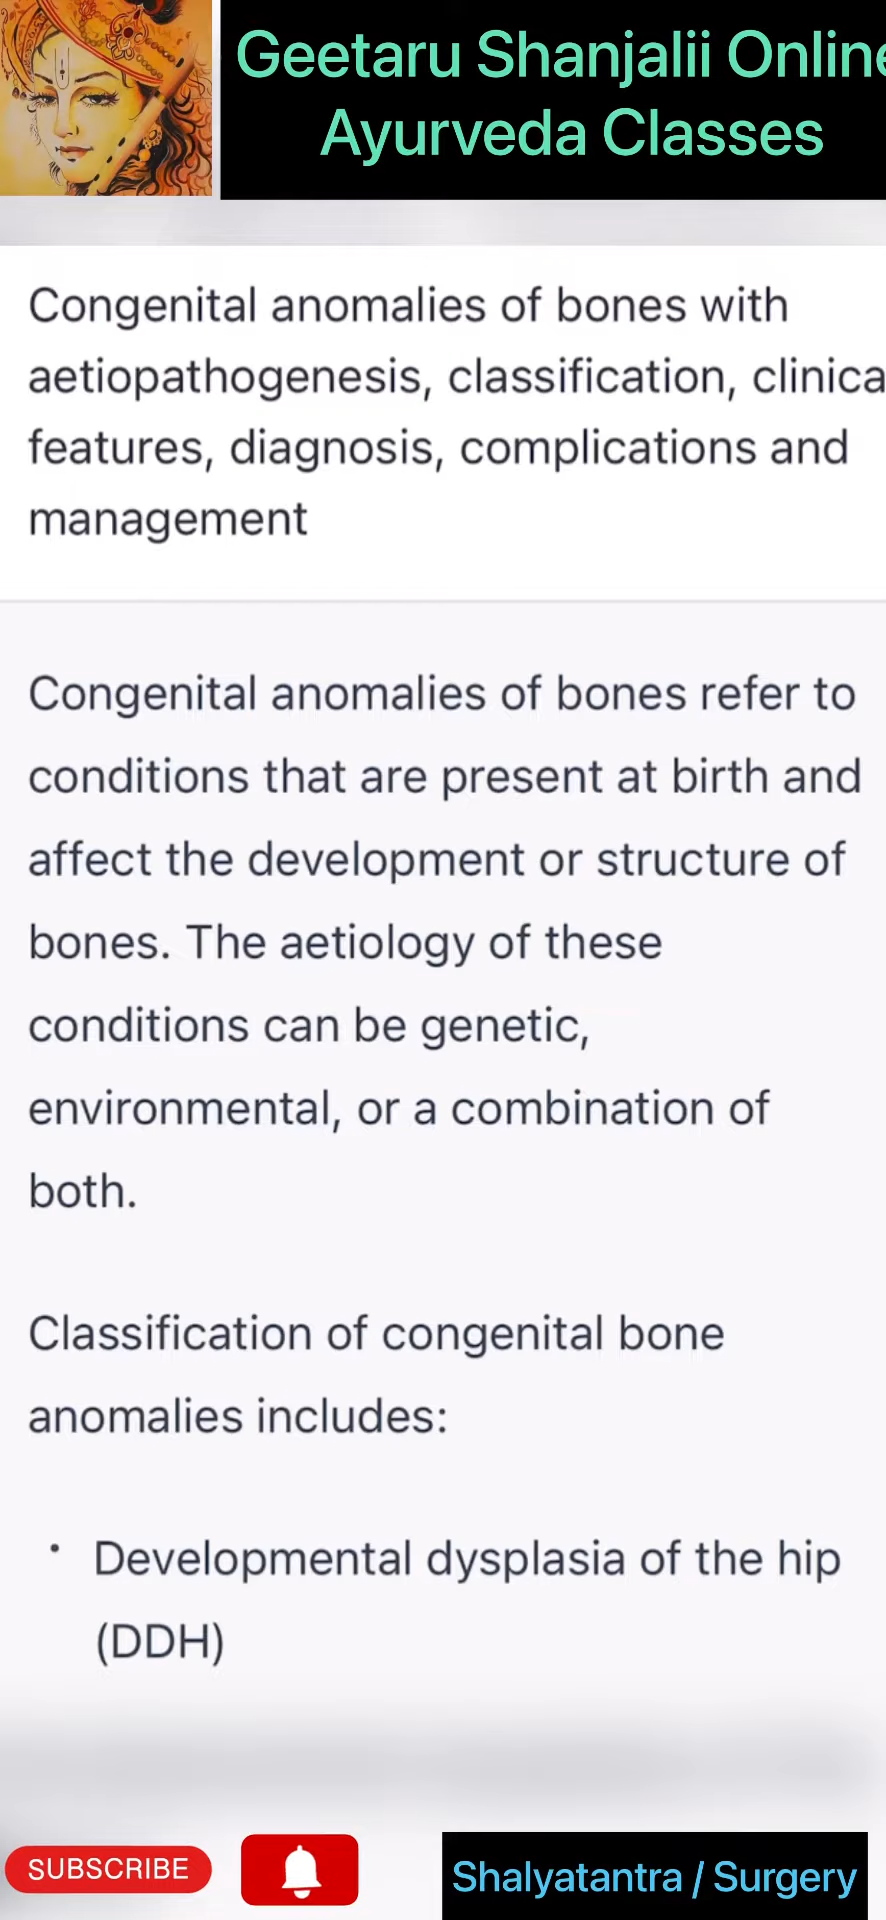 Geetaru Shanjalii Online
Ayurveda Classes
Congenital anomalies of bones with
aetiopathogenesis, classification, clinica
features, diagnosis, complications and
management
Congenital anomalies of bones refer to
conditions that are present at birth and
affect the development or structure of
bones. The aetiology of these
conditions can be genetic,
environmental, or a combination of
both.
Classification of congenital bone
anomalies includes:
• Developmental dysplasia of the hip
(DDH)
SUBSCRIBE
Shalyatantra / Surgery